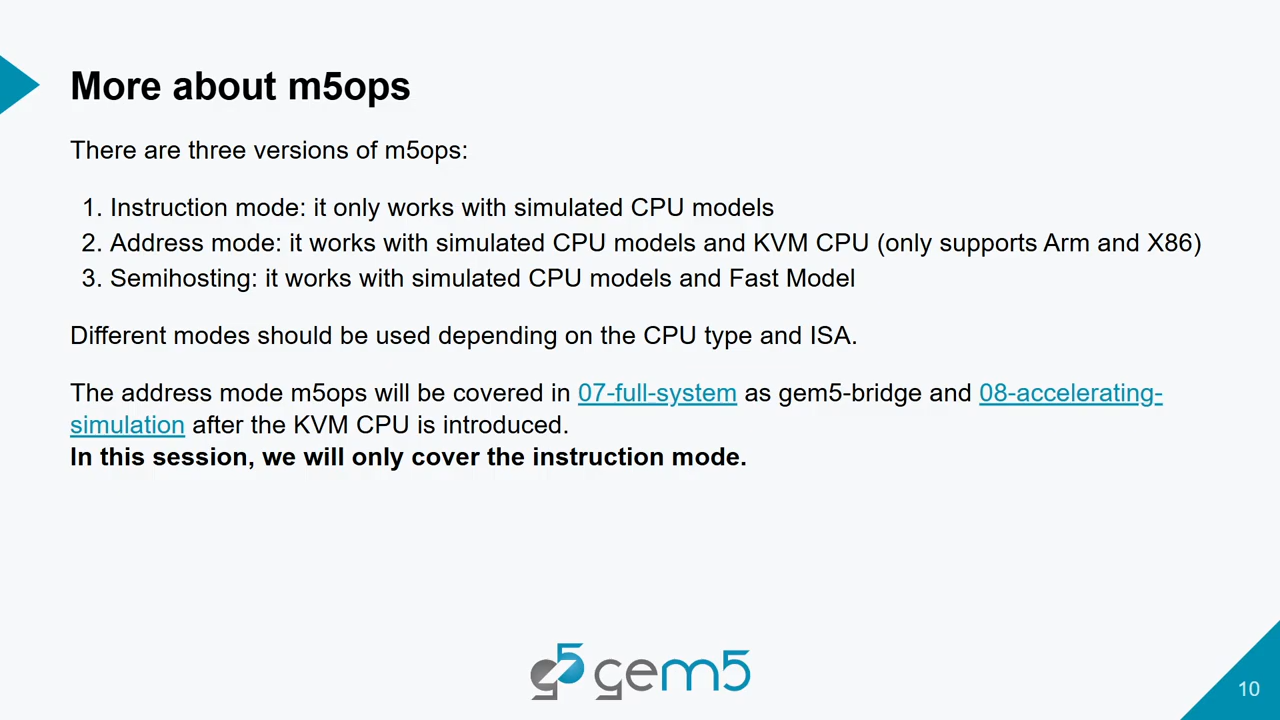 More about m5ops
There are three versions of m5ops:
1. Instruction mode: it only works with simulated CPU models
2. Address mode: it works with simulated CPU models and KVM CPU (only supports Arm and X86)
3. Semihosting: it works with simulated CPU models and Fast Model
Different modes should be used depending on the CPU type and ISA.
The address mode m5ops will be covered in 07-full-system as gem5-bridge and 08-accelerating-
simulation after the KVM CPU is introduced.
In this session, we will only cover the instruction mode.
g5 gem5
10